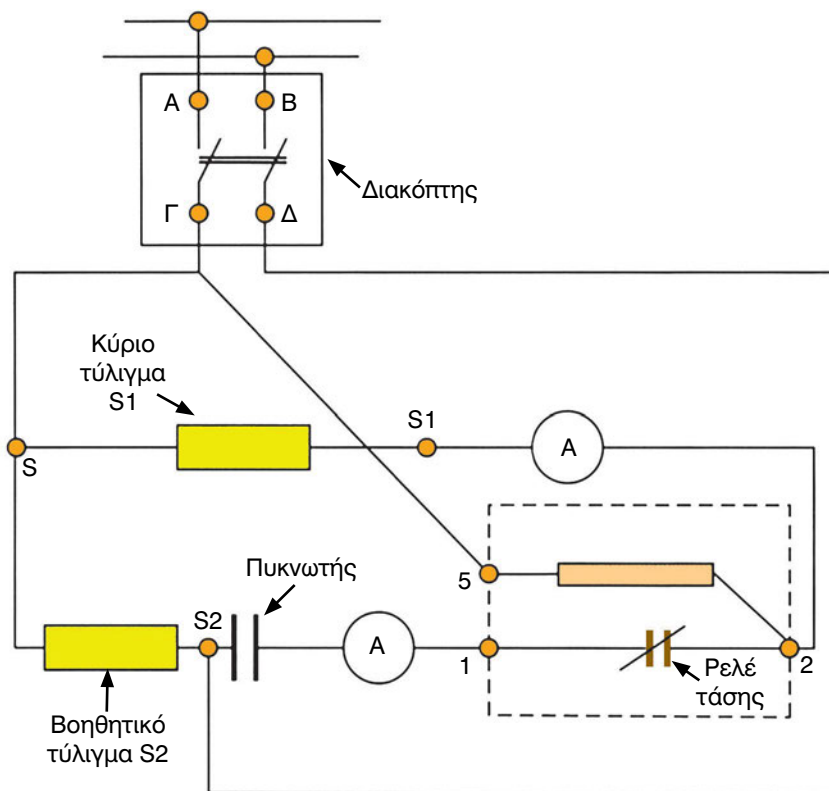 Α
Β
Διακόπτης
Γ
Δ
Κύριο
τύλιγμα
S1
S1
A
S
5
Πυκνωτής
S2
A
1
2
Ρελέ
τάσης
Βοηθητικό
τύλιγμα S2